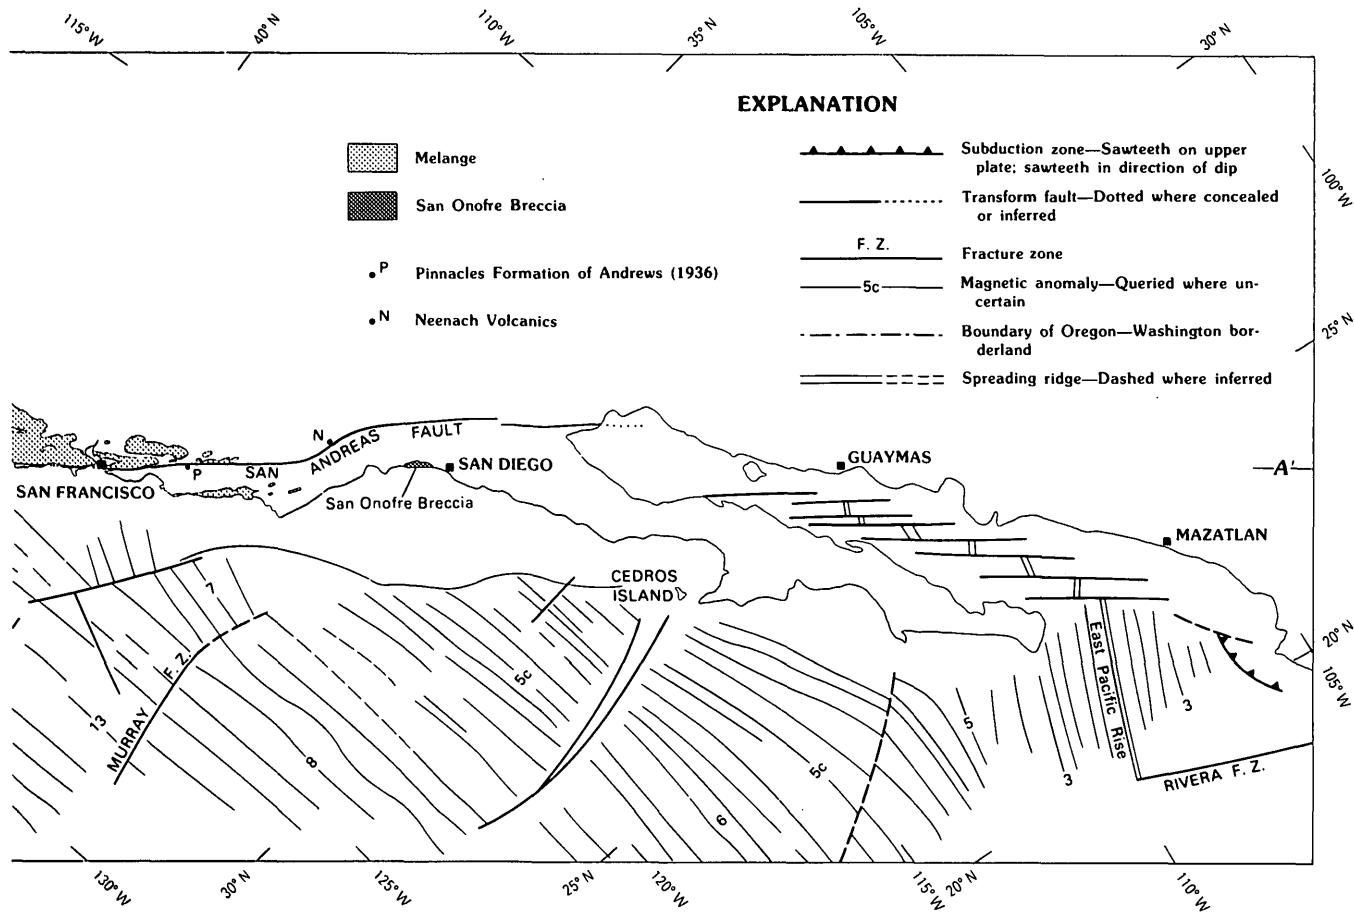 115° W
40° N
110° W
35° N
105° W
30° N
EXPLANATION
Melange
San Onofre Breccia
P
Pinnacles Formation of Andrews (1936)
N
Neenach Volcanics
Subduction zone—Sawteeth on upper
plate; sawteeth in direction of dip
Transform fault—Dotted where concealed
or inferred
F. Z.
Fracture zone
5c
Magnetic anomaly—Queried where un-
certain
Boundary of Oregon—Washington bor-
derland
Spreading ridge—Dashed where inferred
100° W
25° N
N
SAN ANDREAS FAULT
P
SAN FRANCISCO
SAN DIEGO
San Onofre Breccia
GUAYMAS
A'
MAZATLAN
CEDROS
ISLAND
7
MURRAY F. Z.
13
8
5c
5c
6
5
3
East Pacific Rise
3
RIVERA F. Z.
20° N
105° W
130° W
30° N
125° W
25° N
120° W
115° W
20° N
110° W